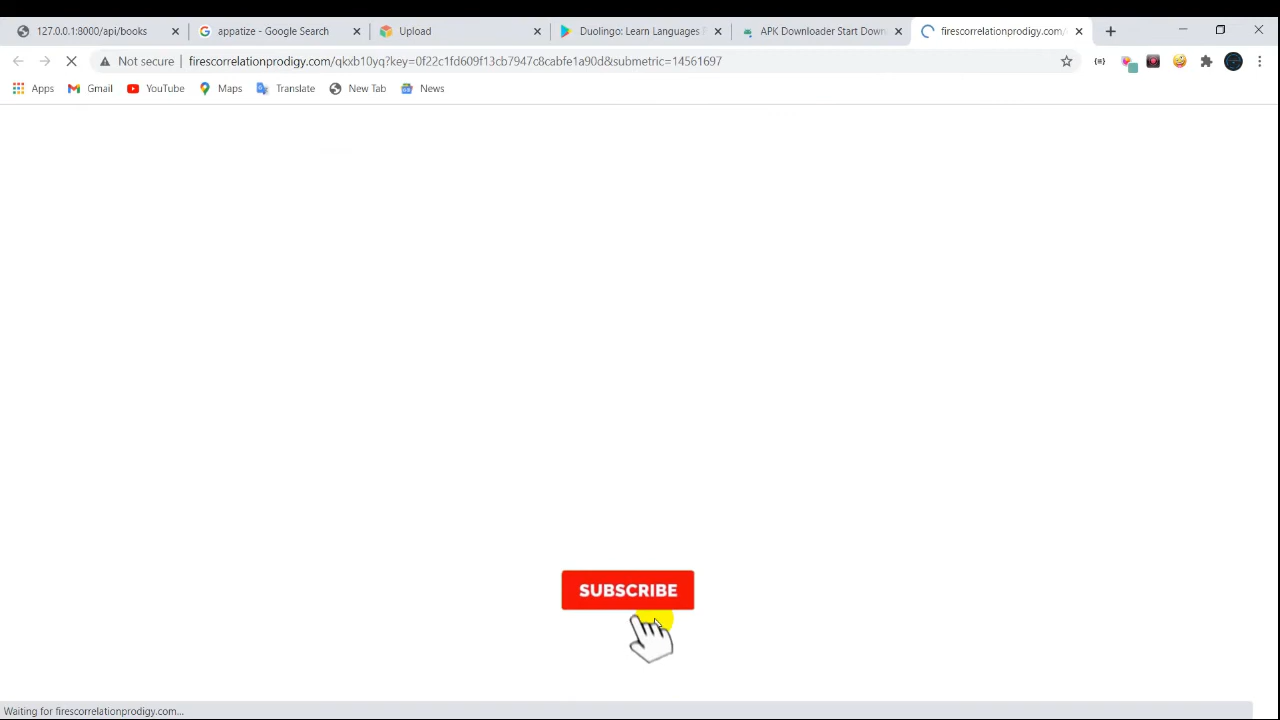 127.0.0.1:8000/api/books
appatize - Google Search
Upload
Duolingo: Learn Languages
APK Downloader Start Down
firescorrelationprodigy.com/
Not secure
firescorrelationprodigy.com/qkxb10yq?key=0f22c1fd609f13cb7947c8cabfe1a90d&submetric=14561697
Apps
Gmail
YouTube
Maps
Translate
New Tab
News
SUBSCRIBE
Waiting for firescorrelationprodigy.com...